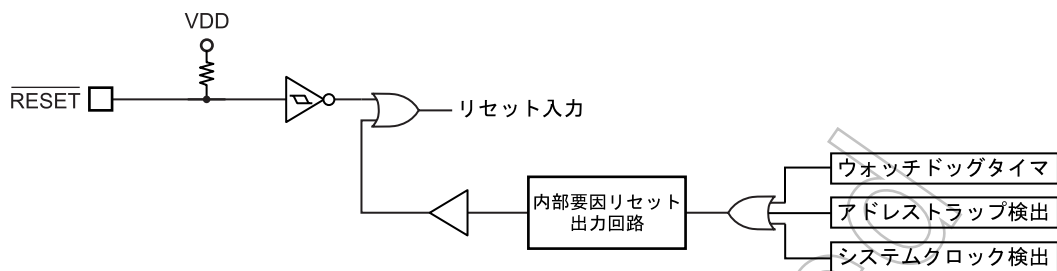 VDD
RESET
リセット入力
ウォッチドッグタイマ
内部要因リセット
出力回路
アドレストラップ検出
システムクロック検出